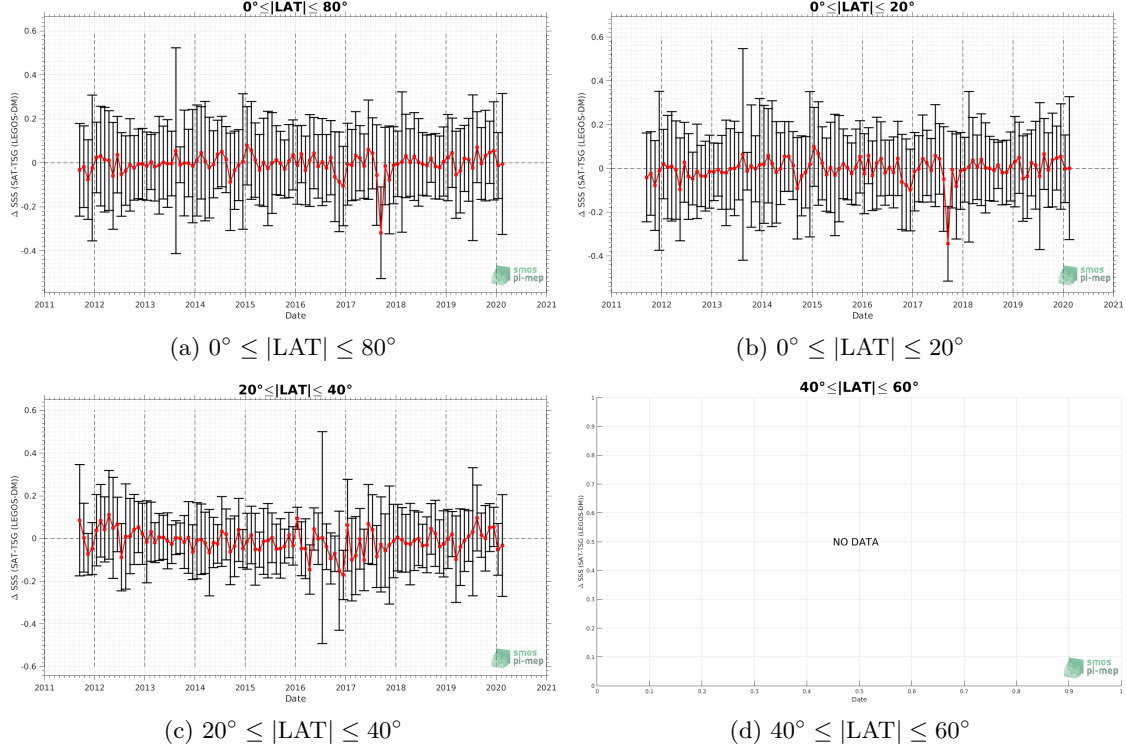 0°≤|LAT|≤ 80°
Δ SSS (SAT-TSG (LEGOS-DM))
0.6
0.4
0.2
0
-0.2
-0.4
2011 2012 2013 2014 2015 2016 2017 2018 2019 2020 2021
Date
smos
pi-mep
(a) 0° ≤ |LAT| ≤ 80°
0°≤|LAT|≤ 20°
Δ SSS (SAT-TSG (LEGOS-DM))
0.6
0.4
0.2
0
-0.2
-0.4
2011 2012 2013 2014 2015 2016 2017 2018 2019 2020 2021
Date
smos
pi-mep
(b) 0° ≤ |LAT| ≤ 20°
20°≤|LAT|≤ 40°
Δ SSS (SAT-TSG (LEGOS-DM))
0.6
0.4
0.2
0
-0.2
-0.4
-0.6
2011 2012 2013 2014 2015 2016 2017 2018 2019 2020 2021
Date
smos
pi-mep
(c) 20° ≤ |LAT| ≤ 40°
40°≤|LAT|≤ 60°
Δ SSS (SAT-TSG (LEGOS-DM))
1
0.9
0.8
0.7
0.6
0.5
0.4
0.3
0.2
0.1
0
NO DATA
0 0.1 0.2 0.3 0.4 0.5 0.6 0.7 0.8 0.9 1
Date
smos
pi-mep
(d) 40° ≤ |LAT| ≤ 60°